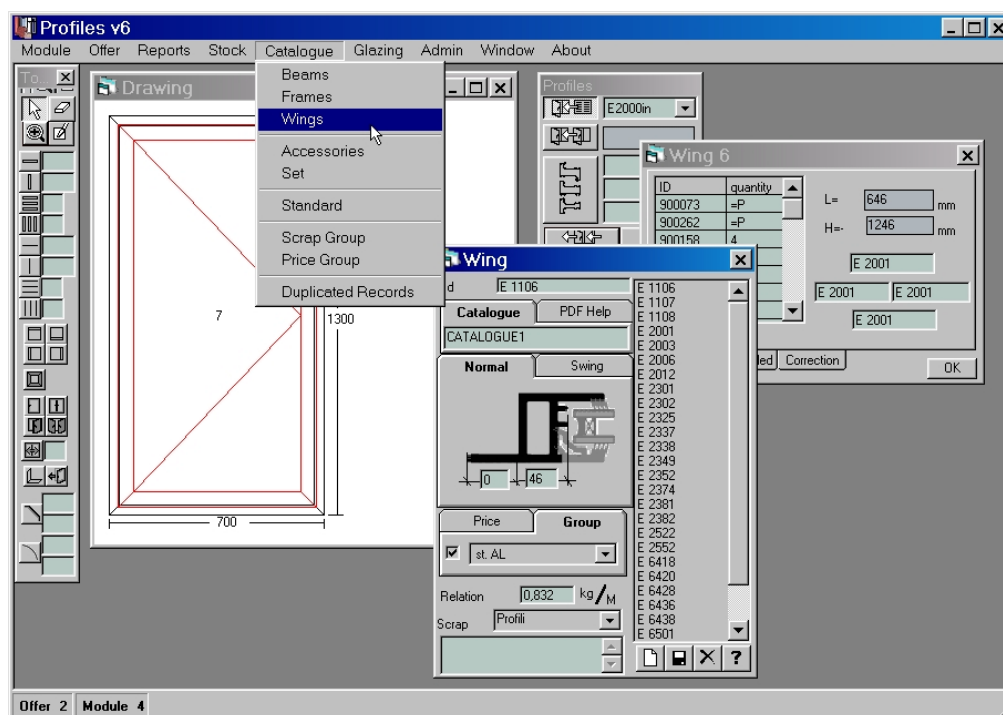 Profiles v6
Module Offer Reports Stock Catalogue Glazing Admin Window About
To...
Drawing
7
1300
700
Beams
Frames
Wings
Accessories
Set
Standard
Scrap Group
Price Group
Duplicated Records
Profiles
E2000in
Wing 6
ID quantity
900073 =P
900262 =P
900158 4
L= 646 mm
H=- 1246 mm
E 2001
E 2001 E 2001
E 2001
Correction
OK
Wing
E 1106
Catalogue PDF Help
CATALOGUE1
Normal Swing
0 46
Price Group
st. AL
Relation 0,832 kg/M
Scrap Profili
E 1106
E 1107
E 1108
E 2001
E 2003
E 2006
E 2012
E 2301
E 2302
E 2325
E 2337
E 2338
E 2349
E 2352
E 2374
E 2381
E 2382
E 2522
E 2552
E 6418
E 6420
E 6428
E 6436
E 6438
E 6501
?
Offer 2 Module 4